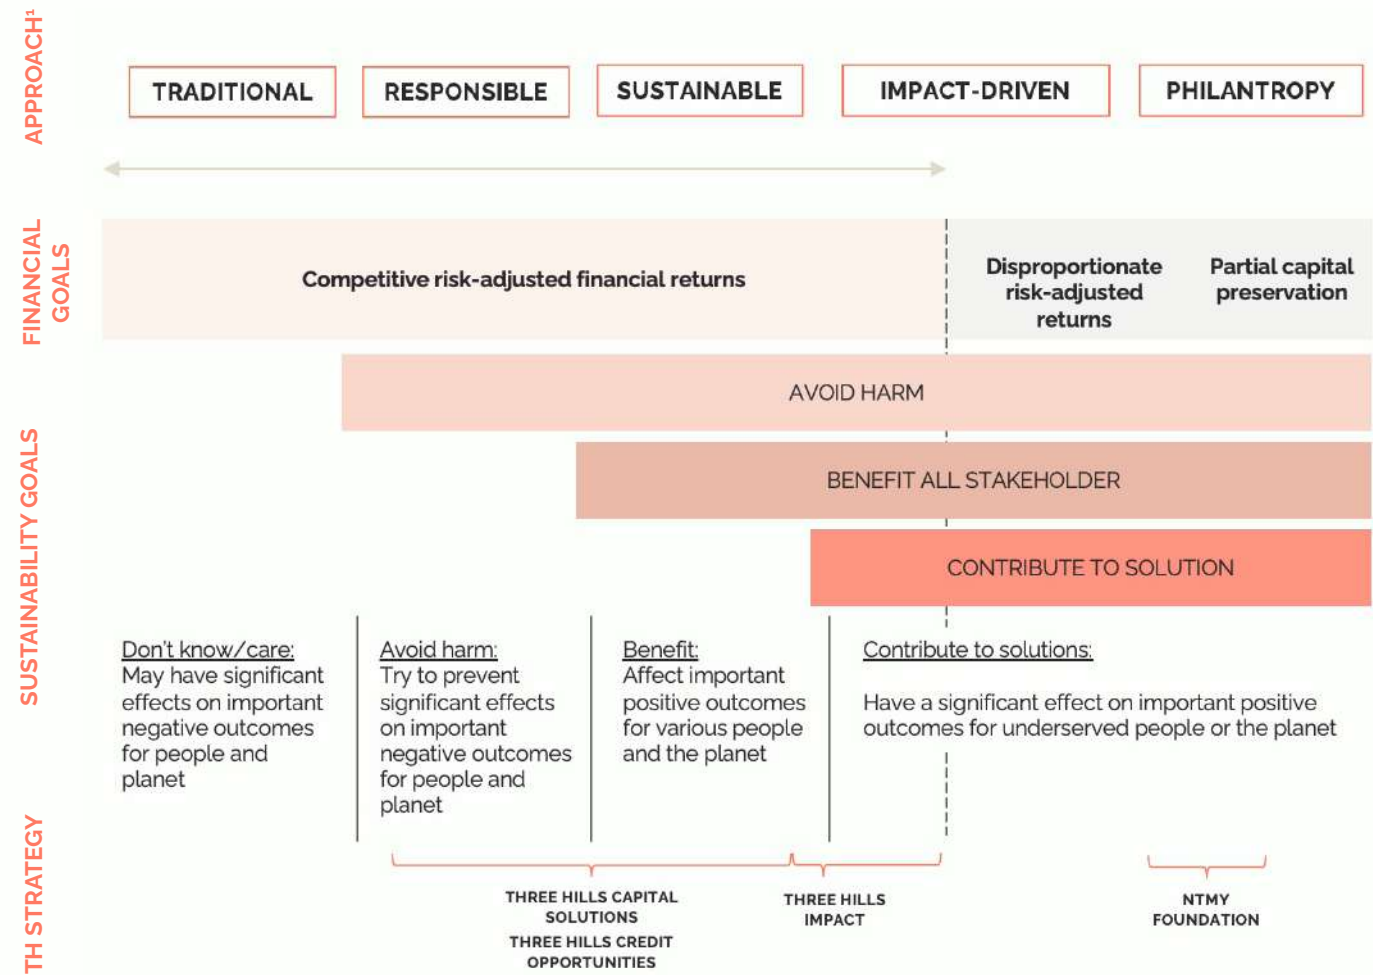 APPROACH¹
TRADITIONAL
RESPONSIBLE
SUSTAINABLE
IMPACT-DRIVEN
PHILANTROPY
FINANCIAL
GOALS
Competitive risk-adjusted financial returns
Disproportionate
risk-adjusted
returns
Partial capital
preservation
SUSTAINABILITY GOALS
AVOID HARM
BENEFIT ALL STAKEHOLDER
CONTRIBUTE TO SOLUTION
Don't know/care:
May have significant
effects on important
negative outcomes
for people and
planet
Avoid harm:
Try to prevent
significant effects
on important
negative outcomes
for people and
planet
Benefit:
Affect important
positive outcomes
for various people
and the planet
Contribute to solutions:
Have a significant effect on important positive
outcomes for underserved people or the planet
TH STRATEGY
THREE HILLS CAPITAL
SOLUTIONS
THREE HILLS CREDIT
OPPORTUNITIES
THREE HILLS
IMPACT
NTMY
FOUNDATION